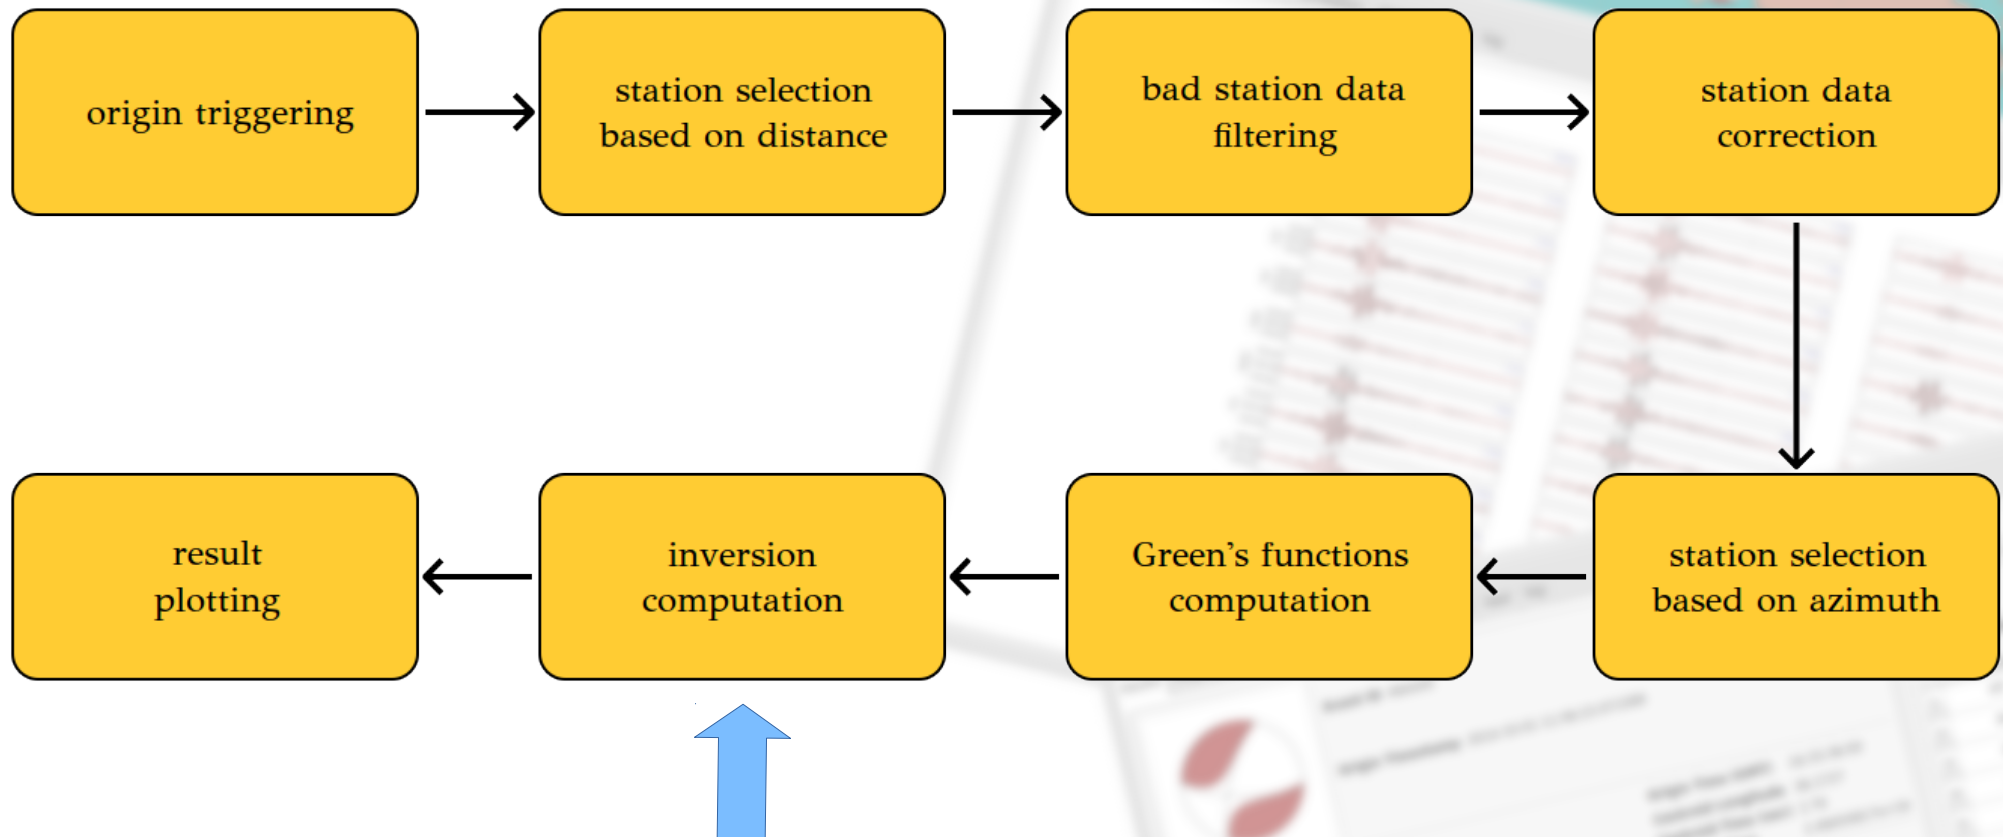 origin triggering
station selection
based on distance
bad station data
filtering
station data
correction
station selection
based on azimuth
Green's functions
computation
inversion
computation
result
plotting